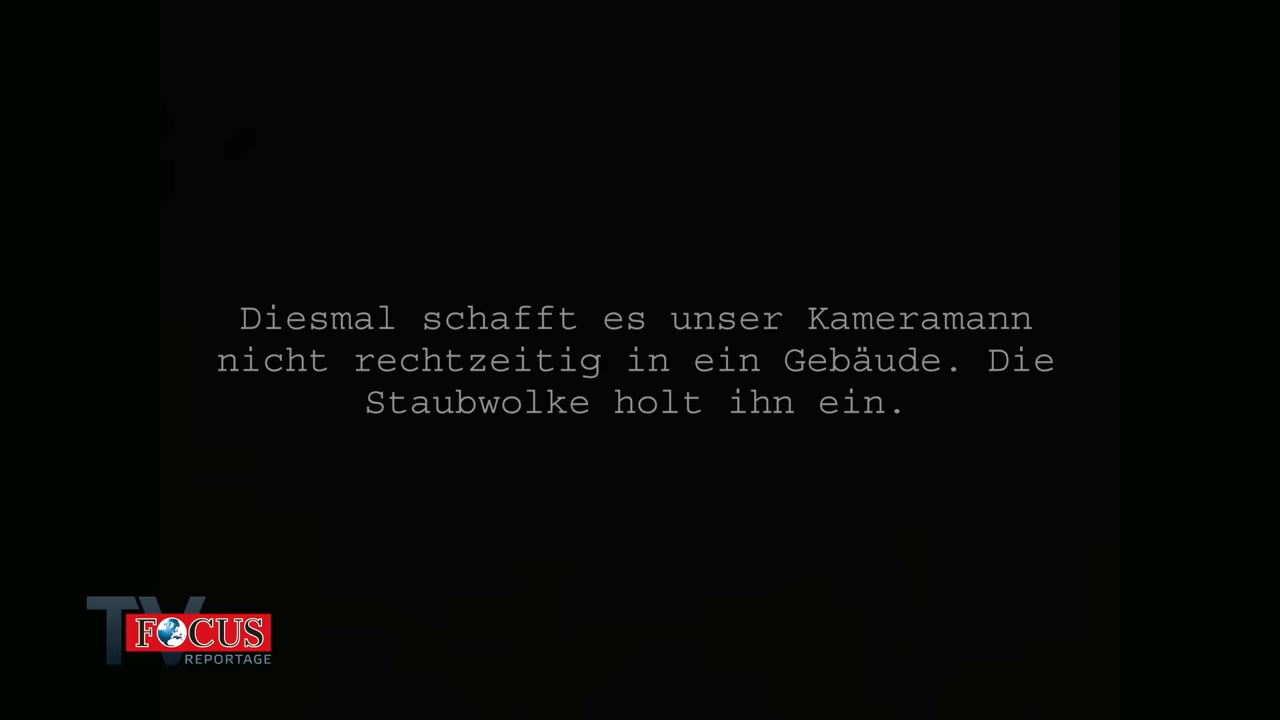 Diesmal schafft es unser Kameramann
nicht rechtzeitig in ein Gebäude. Die
Staubwolke holt ihn ein.
TV
FOCUS
REPORTAGE